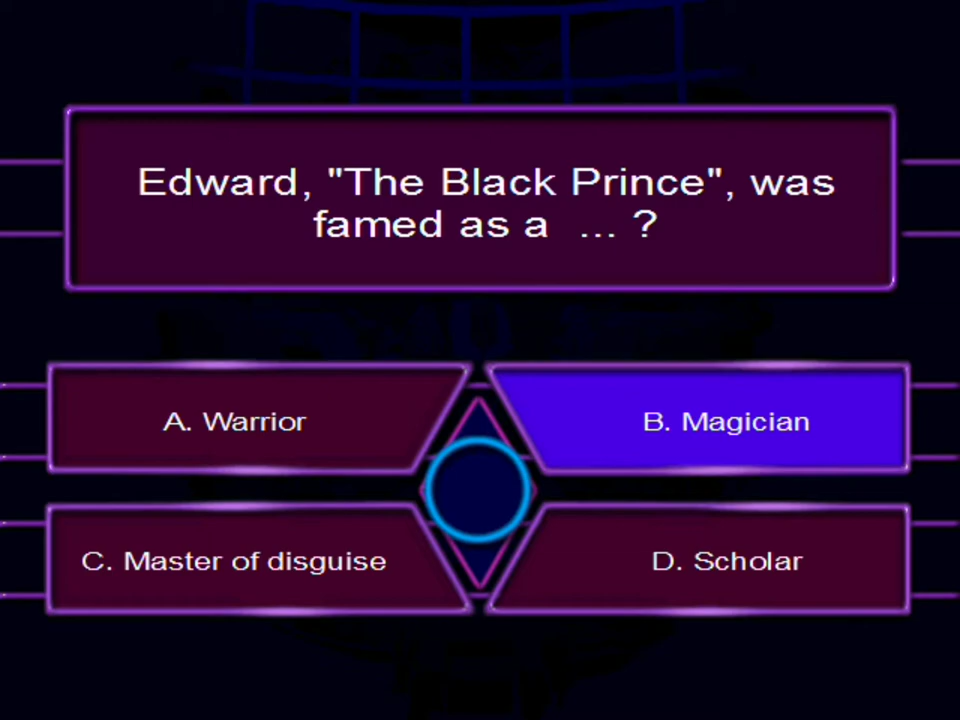 Edward, "The Black Prince", was
famed as a ... ?
A. Warrior
B. Magician
C. Master of disguise
D. Scholar